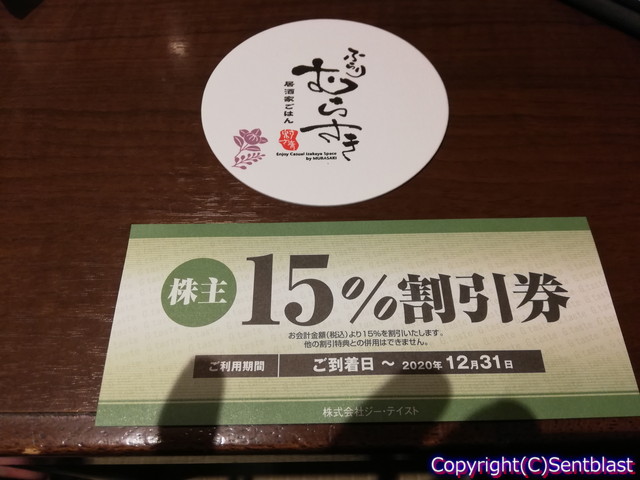 ふらり
むらさき
居酒家ごはん
Enjoy Casual Izakaya Space
by MURASAKI
株主
15%割引券
お会計金額(税込)より15%を割引いたします。
他の割引特典との併用はできません。
ご利用期間 ご到着日 〜 2020年 12月31日
株式会社ジー・テイスト
Copyright(C)Sentblast